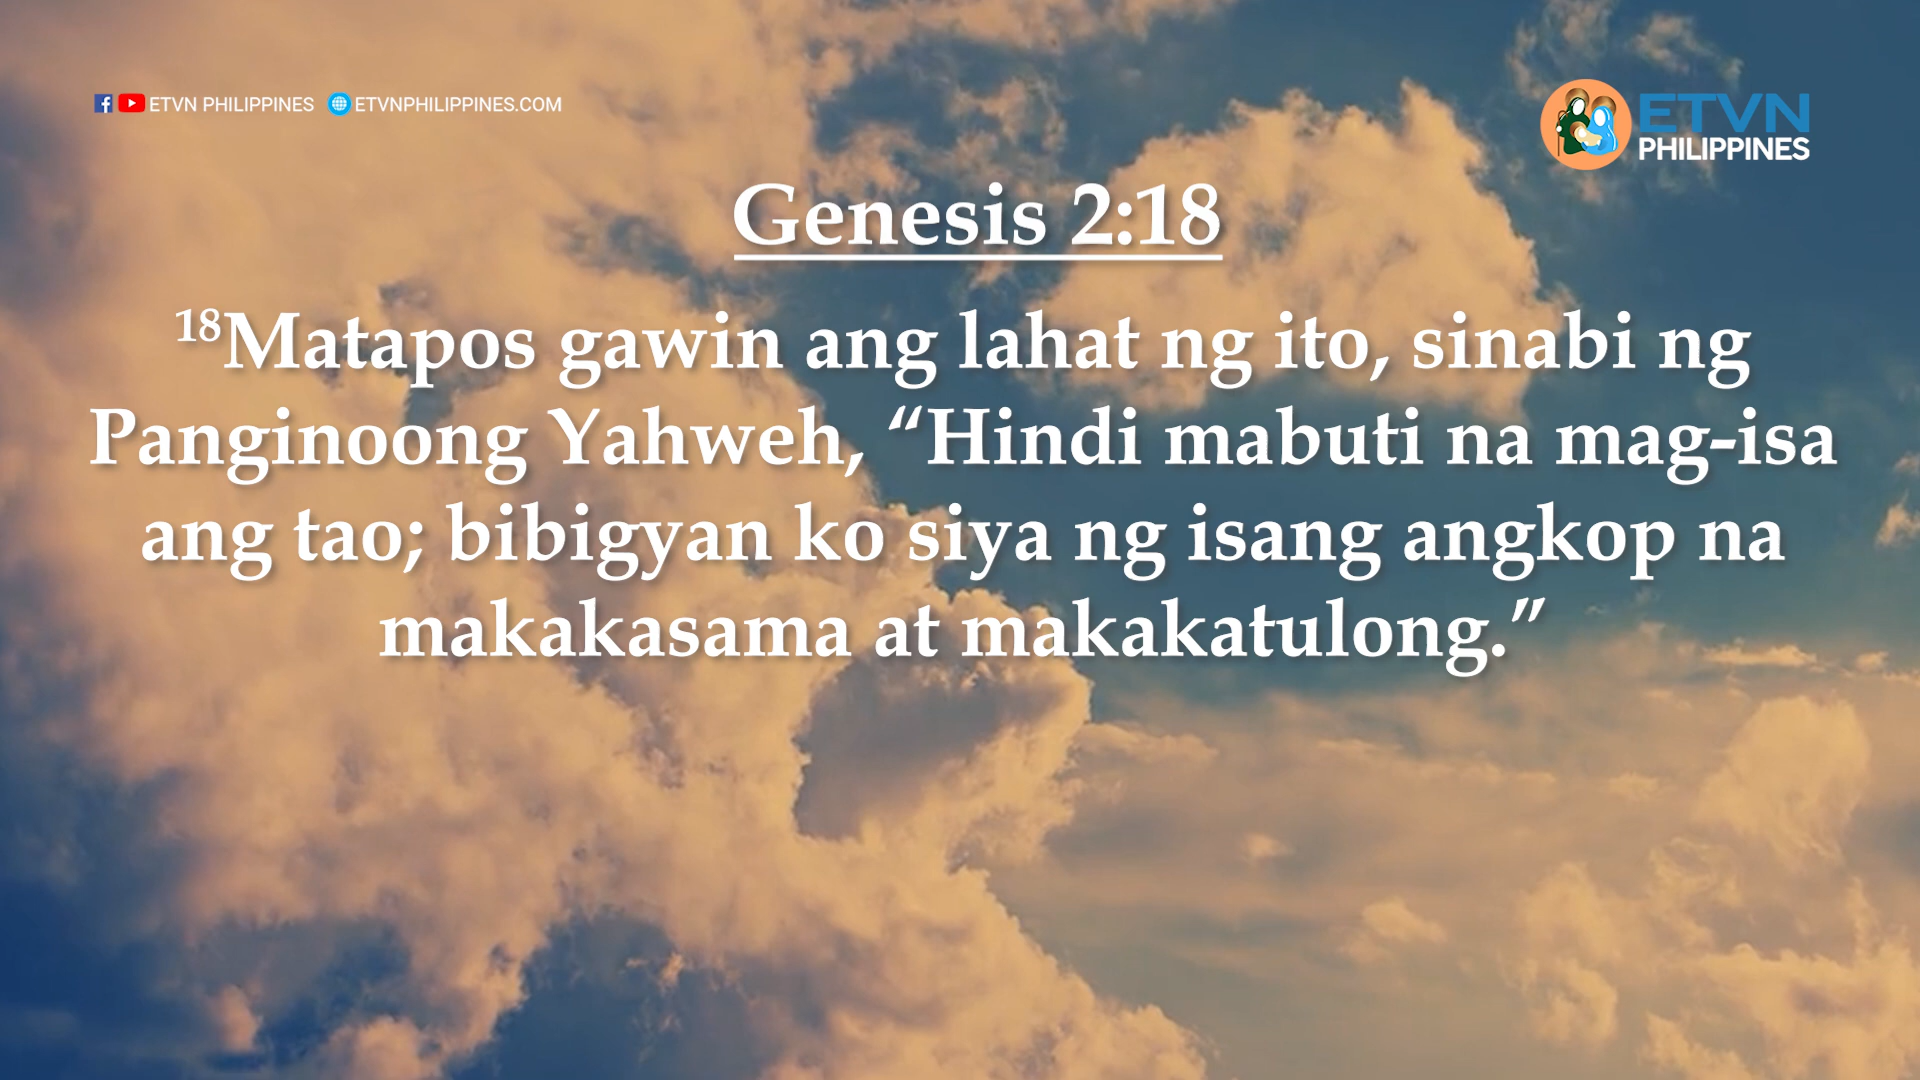 ETVN PHILIPPINES ETVNPHILIPPINES.COM
ETVN
PHILIPPINES
Genesis 2:18
18Matapos gawin ang lahat ng ito, sinabi ng
Panginoong Yahweh, “Hindi mabuti na mag-isa
ang tao; bibigyan ko siya ng isang angkop na
makakasama at makakatulong.”